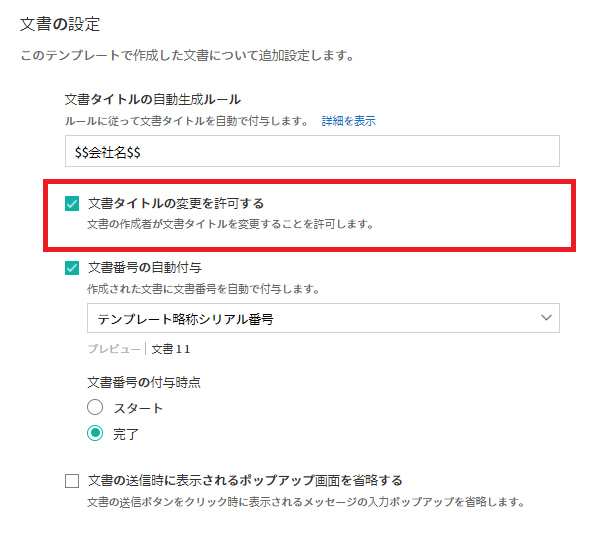 文書の設定
このテンプレートで作成した文書について追加設定します。
文書タイトルの自動生成ルール
ルールに従って文書タイトルを自動で付与します。 詳細を表示
$$会社名$$
文書タイトルの変更を許可する
文書の作成者が文書タイトルを変更することを許可します。
文書番号の自動付与
作成された文書に文書番号を自動で付与します。
テンプレート略称シリアル番号
プレビュー | 文書11
文書番号の付与時点
スタート
完了
文書の送信時に表示されるポップアップ画面を省略する
文書の送信ボタンをクリック時に表示されるメッセージの入力ポップアップを省略します。